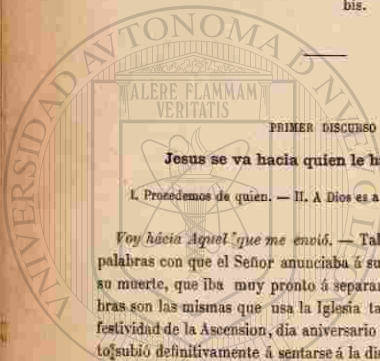 bis.
UNIVERSIDAD AVTONOMA D NVE
ALERE FLAMMAM
VERITATIS
PRIMER DISCURSO
Jesus se va hacia quien le h
I. Procedemos de quien. — II. A Dios es a
Voy hácia Aquel que me envió. — Tal
palabras con que el Señor anunciaba á su
su muerte, que iba muy pronto á separar
bras son las mismas que usa la Iglesia ta
festividad de la Ascension, dia aniversario
to subió definitivamente á sentarse á la di